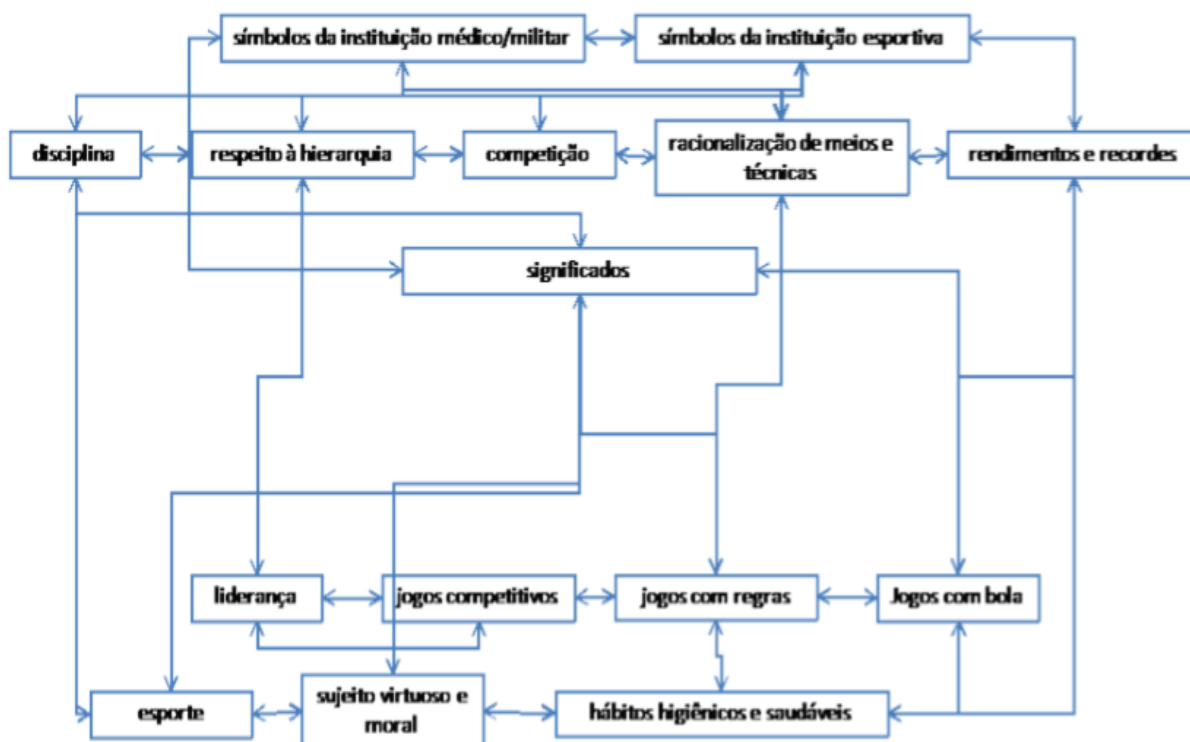 símbolos da instituição médico/militar
símbolos da instituição esportiva
disciplina
respeito à hierarquia
competição
racionalização de meios e
técnicas
rendimentos e recordes
significados
liderança
jogos competitivos
jogos com regras
Jogos com bola
esporte
sujeito virtuoso e
moral
hábitos higiênicos e saudáveis